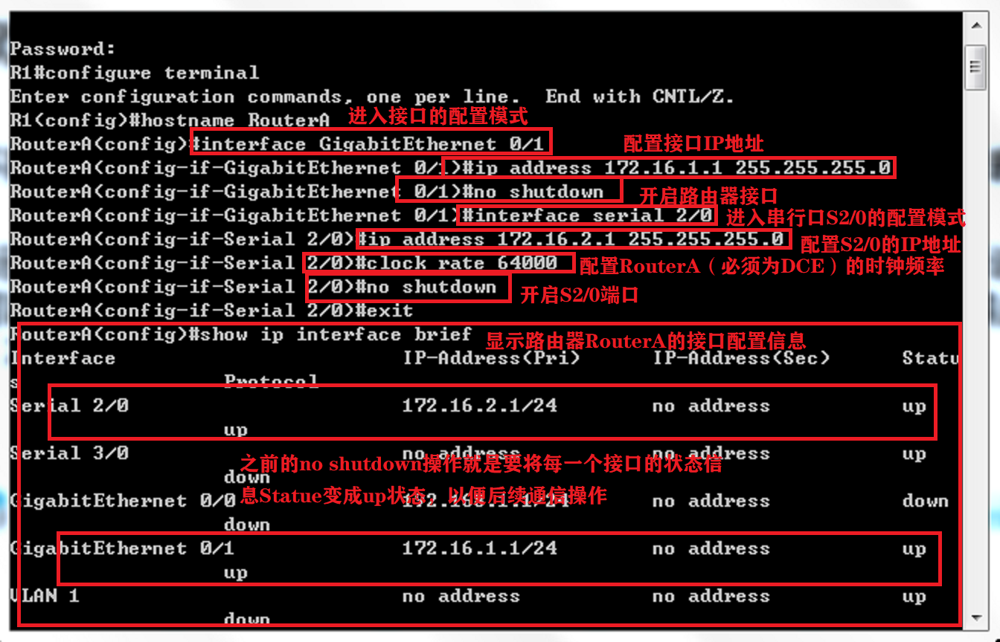 Password:
R1#configure terminal
Enter configuration commands, one per line.  End with CNTL/Z.
R1(config)#hostname RouterA 进入接口的配置模式
RouterA(config)#interface GigabitEthernet 0/1 配置接口IP地址
RouterA(config-if-GigabitEthernet 0/1)#ip address 172.16.1.1 255.255.255.0
RouterA(config-if-GigabitEthernet 0/1)#no shutdown 开启路由器接口
RouterA(config-if-GigabitEthernet 0/1)#interface serial 2/0 进入串行口S2/0的配置模式
RouterA(config-if-Serial 2/0)#ip address 172.16.2.1 255.255.255.0 配置S2/0的IP地址
RouterA(config-if-Serial 2/0)#clock rate 64000 配置RouterA（必须为DCE）的时钟频率
RouterA(config-if-Serial 2/0)#no shutdown 开启S2/0端口
RouterA(config-if-Serial 2/0)#exit
RouterA(config)#show ip interface brief 显示路由器RouterA的接口配置信息
Interface IP-Address(Pri) IP-Address(Sec) Statu
s Protocol
Serial 2/0 172.16.2.1/24 no address up
up
Serial 3/0 no address no address up
之前的no shutdown操作就是要将每一个接口的状态信
down
息Statue变成up状态，以便后续通信操作
GigabitEthernet 0/0 no address down
down
GigabitEthernet 0/1 172.16.1.1/24 no address up
up
VLAN 1 no address no address up
down